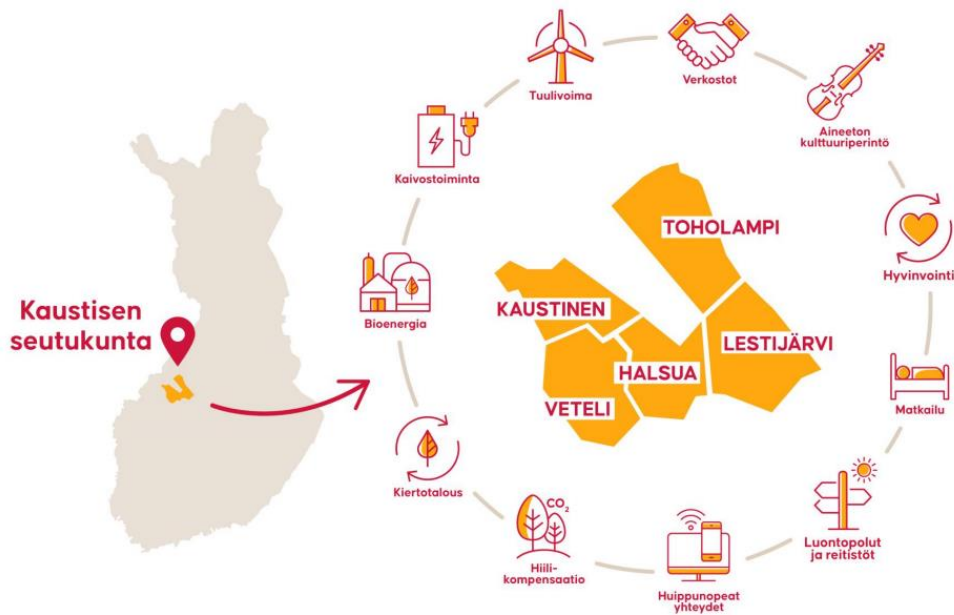 Kaustisen
seutukunta
Tuulivoima
Verkostot
Aineeton
kulttuuriperintö
Hyvinvointi
Matkailu
Luontopolut
ja reitistöt
Huippunopeat
yhteydet
CO₂
Hiili-
kompensaatio
Kiertotalous
Bioenergia
Kaivostoiminta
TOHOLAMPI
KAUSTINEN
LESTIJÄRVI
HALSUA
VETELI